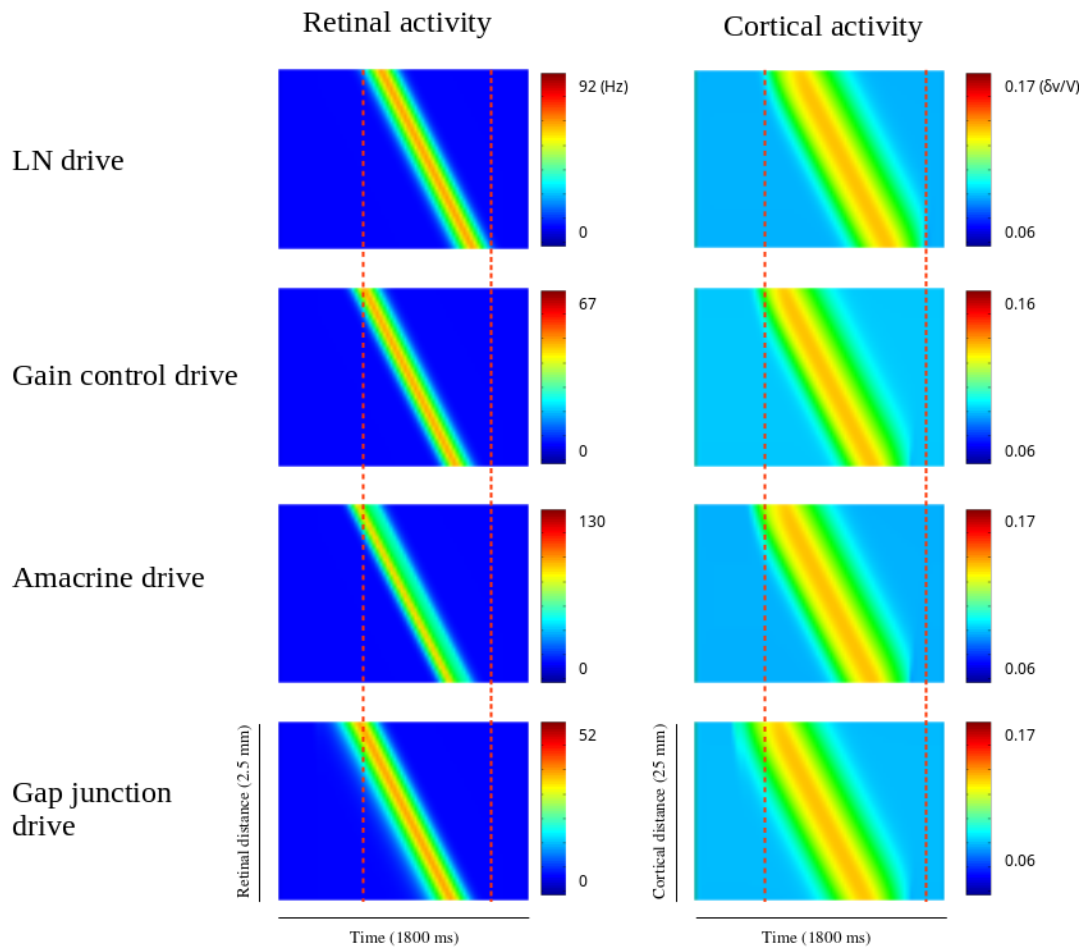 Retinal activity
Cortical activity
LN drive
92 (Hz)
0
0.17 (δv/V)
0.06
Gain control drive
67
0
0.16
0.06
Amacrine drive
130
0
0.17
0.06
Gap junction
drive
Retinal distance (2.5 mm)
52
0
Cortical distance (25 mm)
0.17
0.06
Time (1800 ms)
Time (1800 ms)